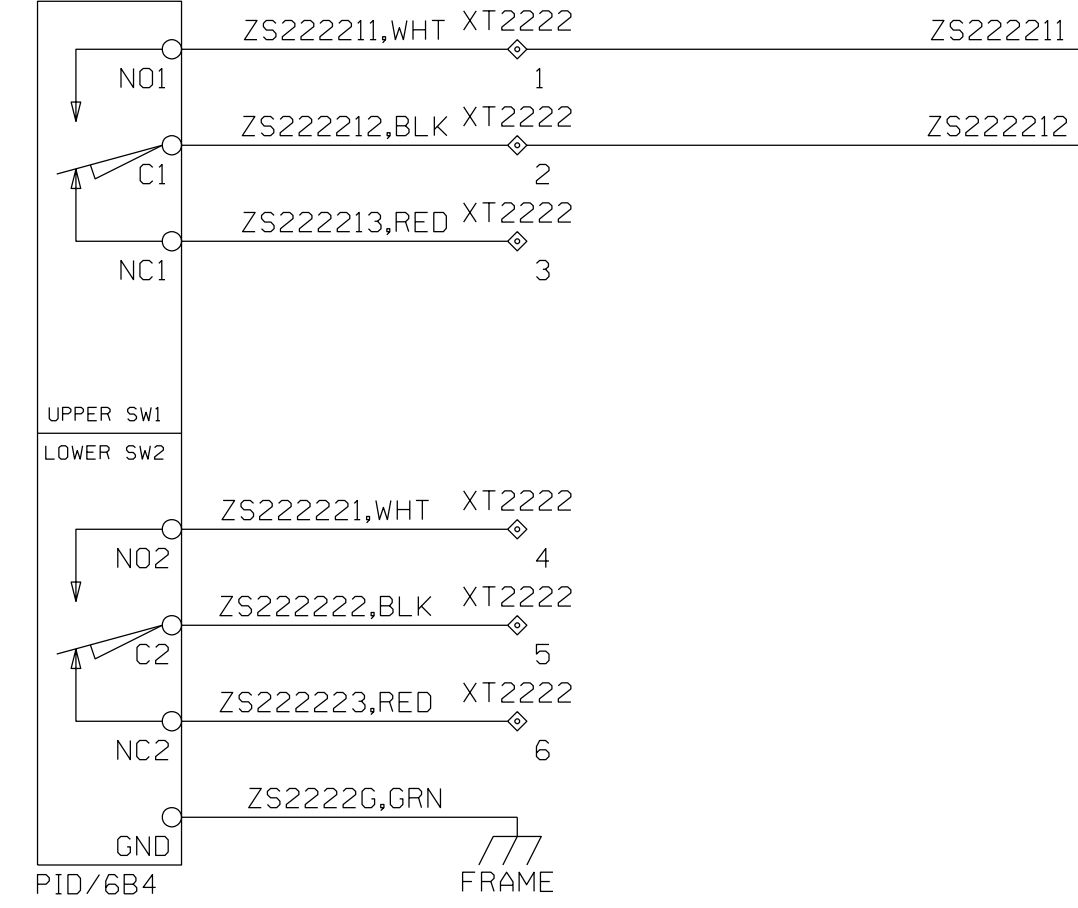 ZS222211,WHT XT2222 ZS222211
NO1 1
ZS222212,BLK XT2222 ZS222212
C1 2
ZS222213,RED XT2222
NC1 3
UPPER SW1
LOWER SW2
ZS222221,WHT XT2222
NO2 4
ZS222222,BLK XT2222
C2 5
ZS222223,RED XT2222
NC2 6
ZS2222G,GRN
GND
PID/6B4 FRAME